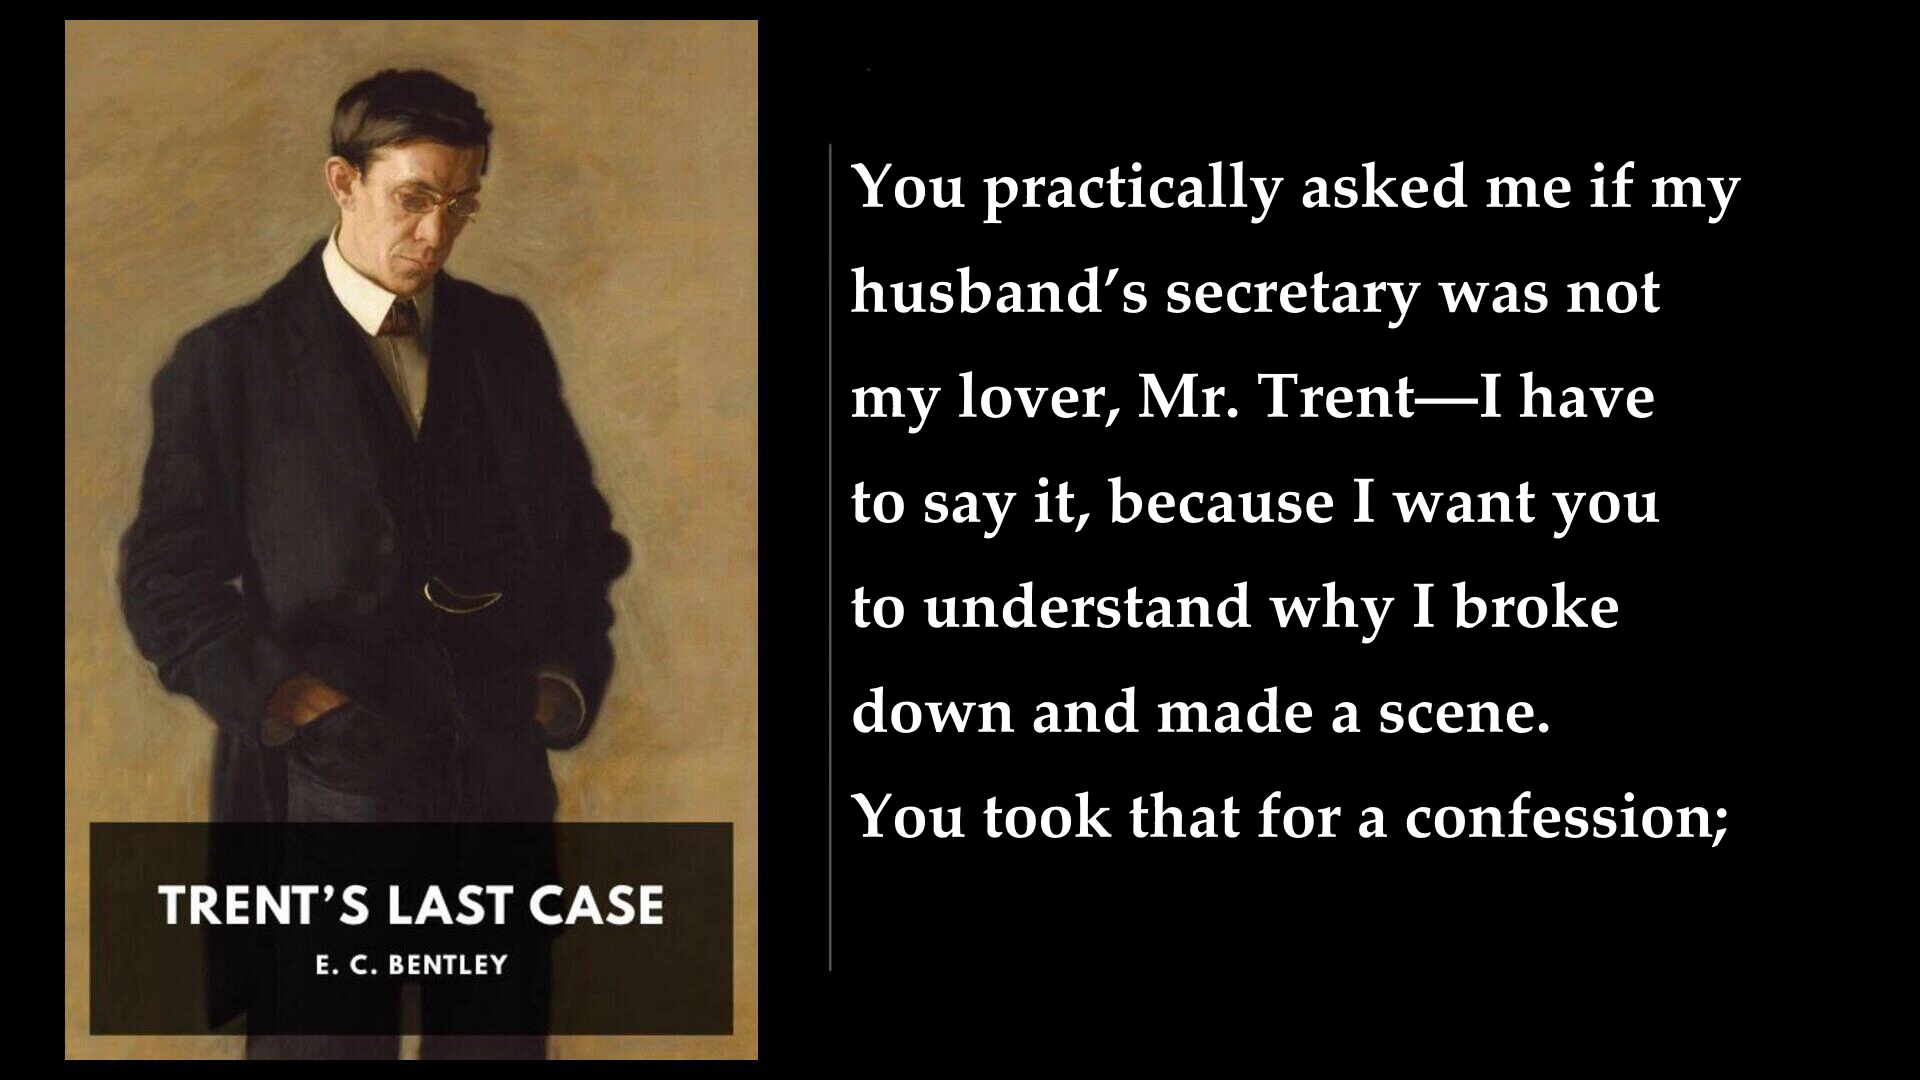 TRENT’S LAST CASE
E. C. BENTLEY
You practically asked me if my
husband’s secretary was not
my lover, Mr. Trent—I have
to say it, because I want you
to understand why I broke
down and made a scene.
You took that for a confession;